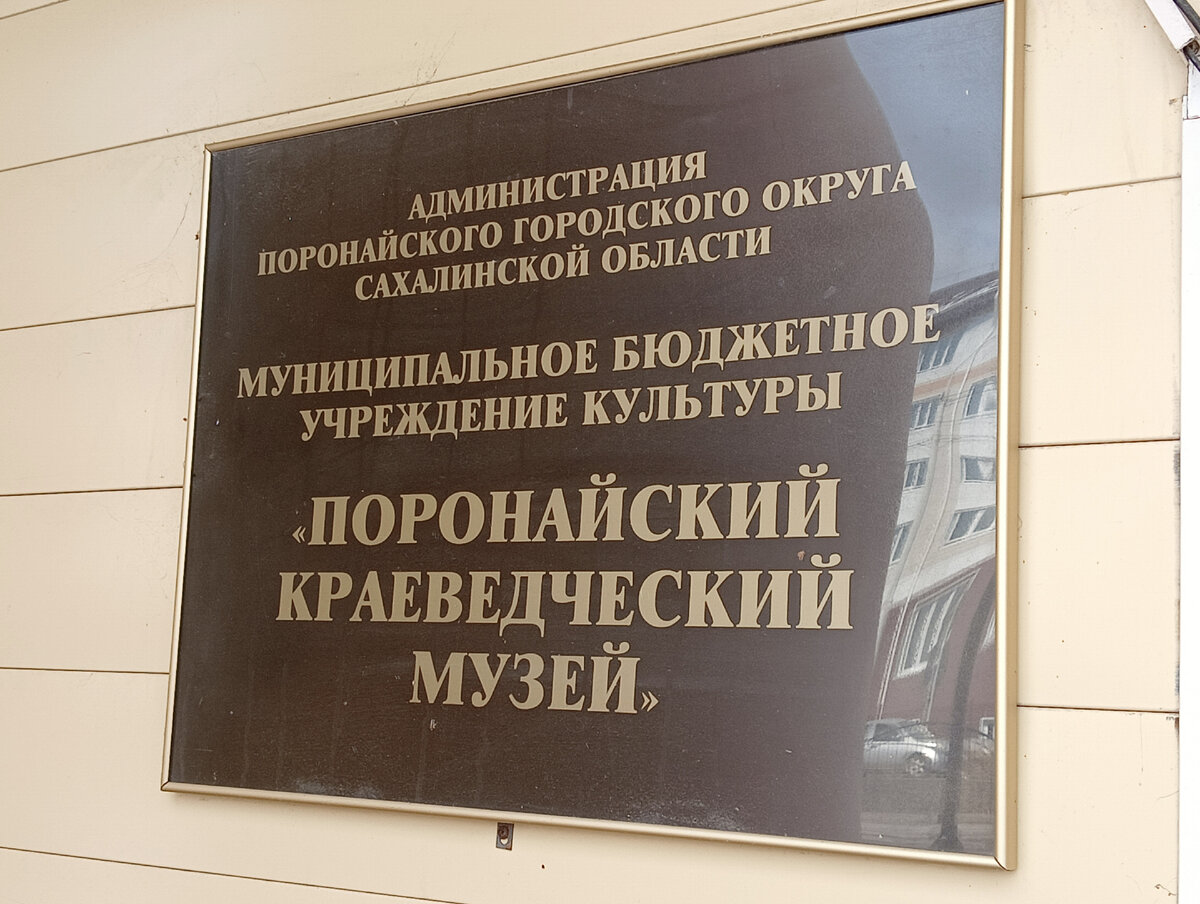 АДМИНИСТРАЦИЯ
ПОРОНАЙСКОГО ГОРОДСКОГО ОКРУГА
САХАЛИНСКОЙ ОБЛАСТИ
МУНИЦИПАЛЬНОЕ БЮДЖЕТНОЕ
УЧРЕЖДЕНИЕ КУЛЬТУРЫ
«ПОРОНАЙСКИЙ
КРАЕВЕДЧЕСКИЙ
МУЗЕЙ»